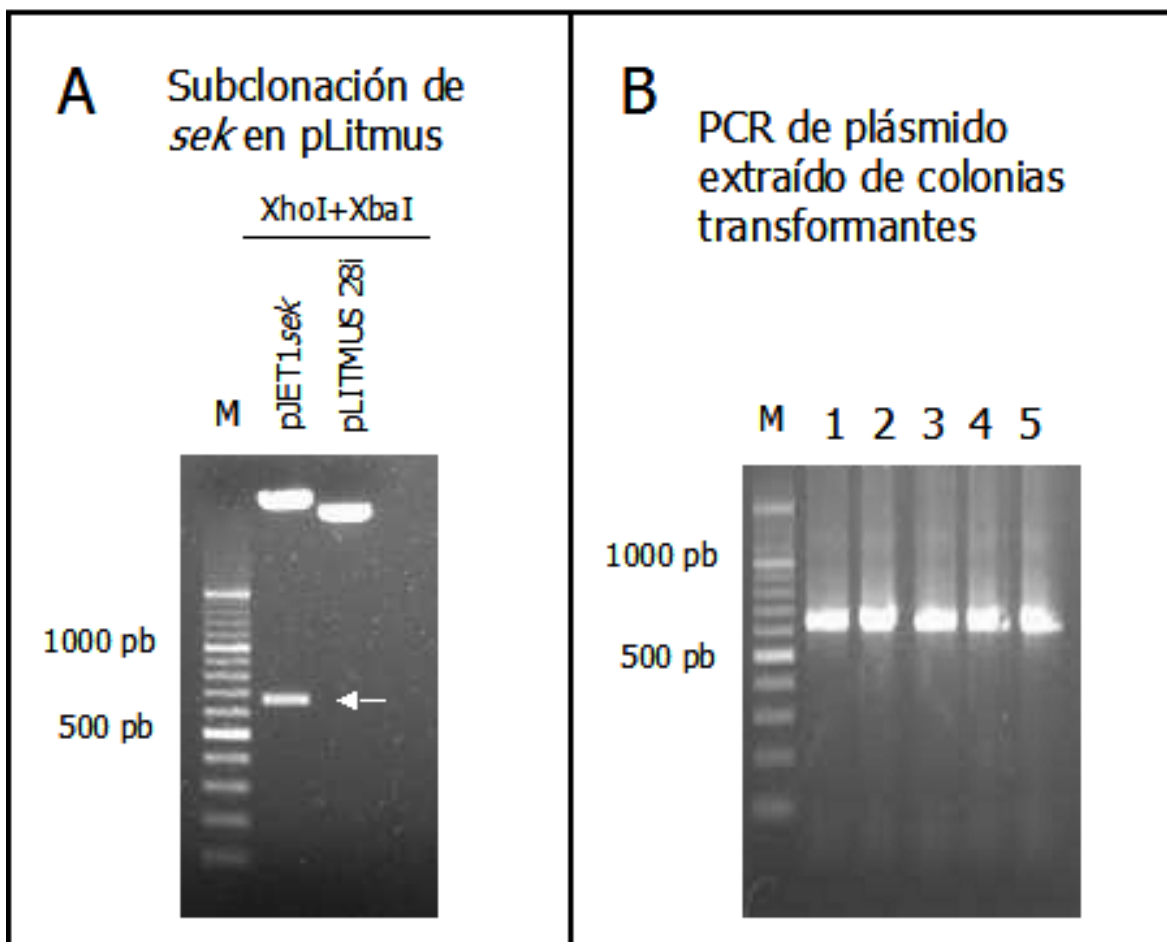 A
Subclonación de
sek en pLitmus
XhoI+XbaI
M
pJET1sek
pLITMUS 28i
1000 pb
500 pb
B
PCR de plásmido
extraído de colonias
transformantes
M 1 2 3 4 5
1000 pb
500 pb